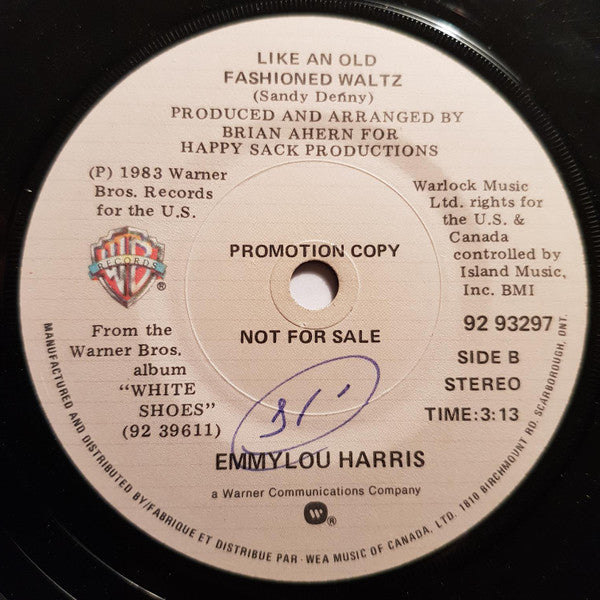 LIKE AN OLD
FASHIONED WALTZ
(Sandy Denny)
PRODUCED AND ARRANGED BY
BRIAN AHERN FOR
HAPPY SACK PRODUCTIONS
(P) 1983 Warner
Bros. Records
for the U.S.
Warlock Music
Ltd. rights for
the U.S. &
Canada
controlled by
Island Music,
Inc. BMI
WB
RECORDS
®
PROMOTION COPY
NOT FOR SALE
92 93297
SIDE B
STEREO
TIME:3:13
From the
Warner Bros.
album
"WHITE
SHOES"
(92 39611)
EMMYLOU HARRIS
a Warner Communications Company
®
MANUFACTURED AND DISTRIBUTED BY/FABRIQUE ET DISTRIBUE PAR - WEA MUSIC OF CANADA, LTD. 1810 BIRCHMOUNT RD. SCARBOROUGH, ONT.